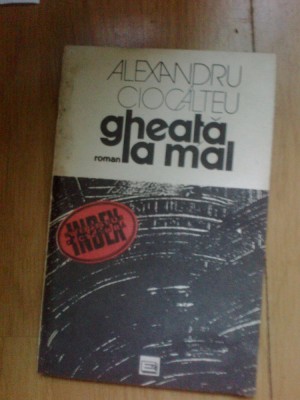 ALEXANDRU
CIOCÂLTEU
gheață
roman la mal